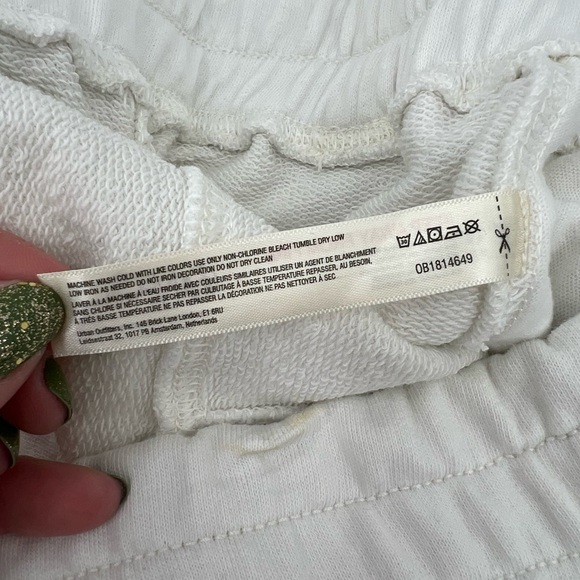 MACHINE WASH COLD WITH LIKE COLORS USE ONLY NON-CHLORINE BLEACH TUMBLE DRY LOW
LOW IRON AS NEEDED DO NOT IRON DECORATION DO NOT DRY CLEAN
LAVER À LA MACHINE À L'EAU FROIDE AVEC COULEURS SIMILAIRES UTILISER UN AGENT DE BLANCHIMENT
SANS CHLORE SI NÉCESSAIRE SECHER PAR CULBUTAGE À BASSE TEMPÉRATURE REPASSER, AU BESOIN,
À TRÈS BASSE TEMPÉRATURE NE PAS REPASSER LA DÉCORATION NE PAS NETTOYER À SEC
Urban Outfitters, Inc. 146 Brick Lane London, E1 6RU
Leidsestraat 32, 1017 PB Amsterdam, Netherlands
30
OB1814649